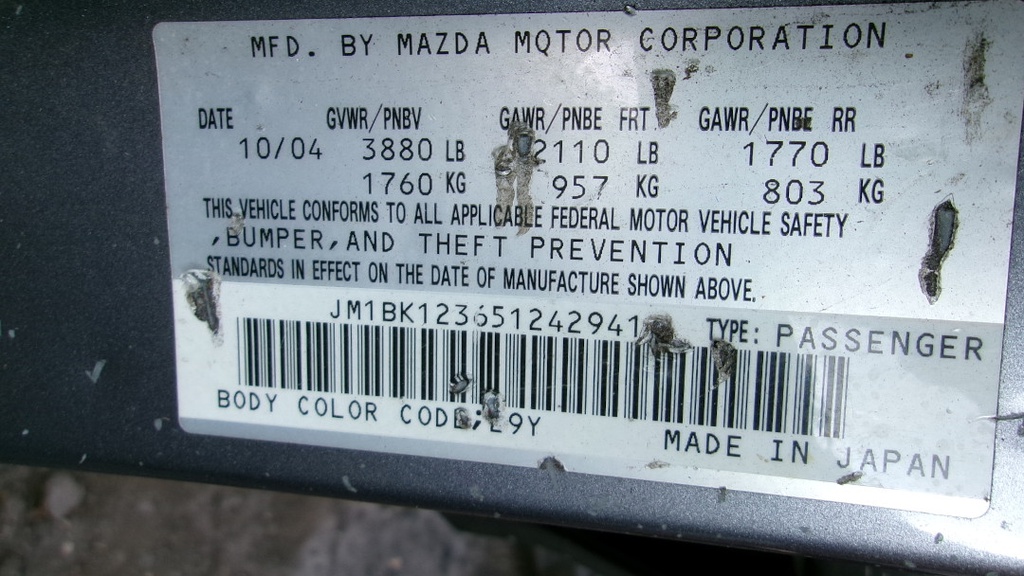 MFD. BY MAZDA MOTOR CORPORATION
DATE GVWR/PNBV GAWR/PNBE FRT GAWR/PNBE RR
10/04 3880 LB 2110 LB 1770 LB
1760 KG 957 KG 803 KG
THIS VEHICLE CONFORMS TO ALL APPLICABLE FEDERAL MOTOR VEHICLE SAFETY
,BUMPER,AND THEFT PREVENTION
STANDARDS IN EFFECT ON THE DATE OF MANUFACTURE SHOWN ABOVE.
JM1BK123651242941 TYPE: PASSENGER
BODY COLOR CODE;
MADE IN JAPAN